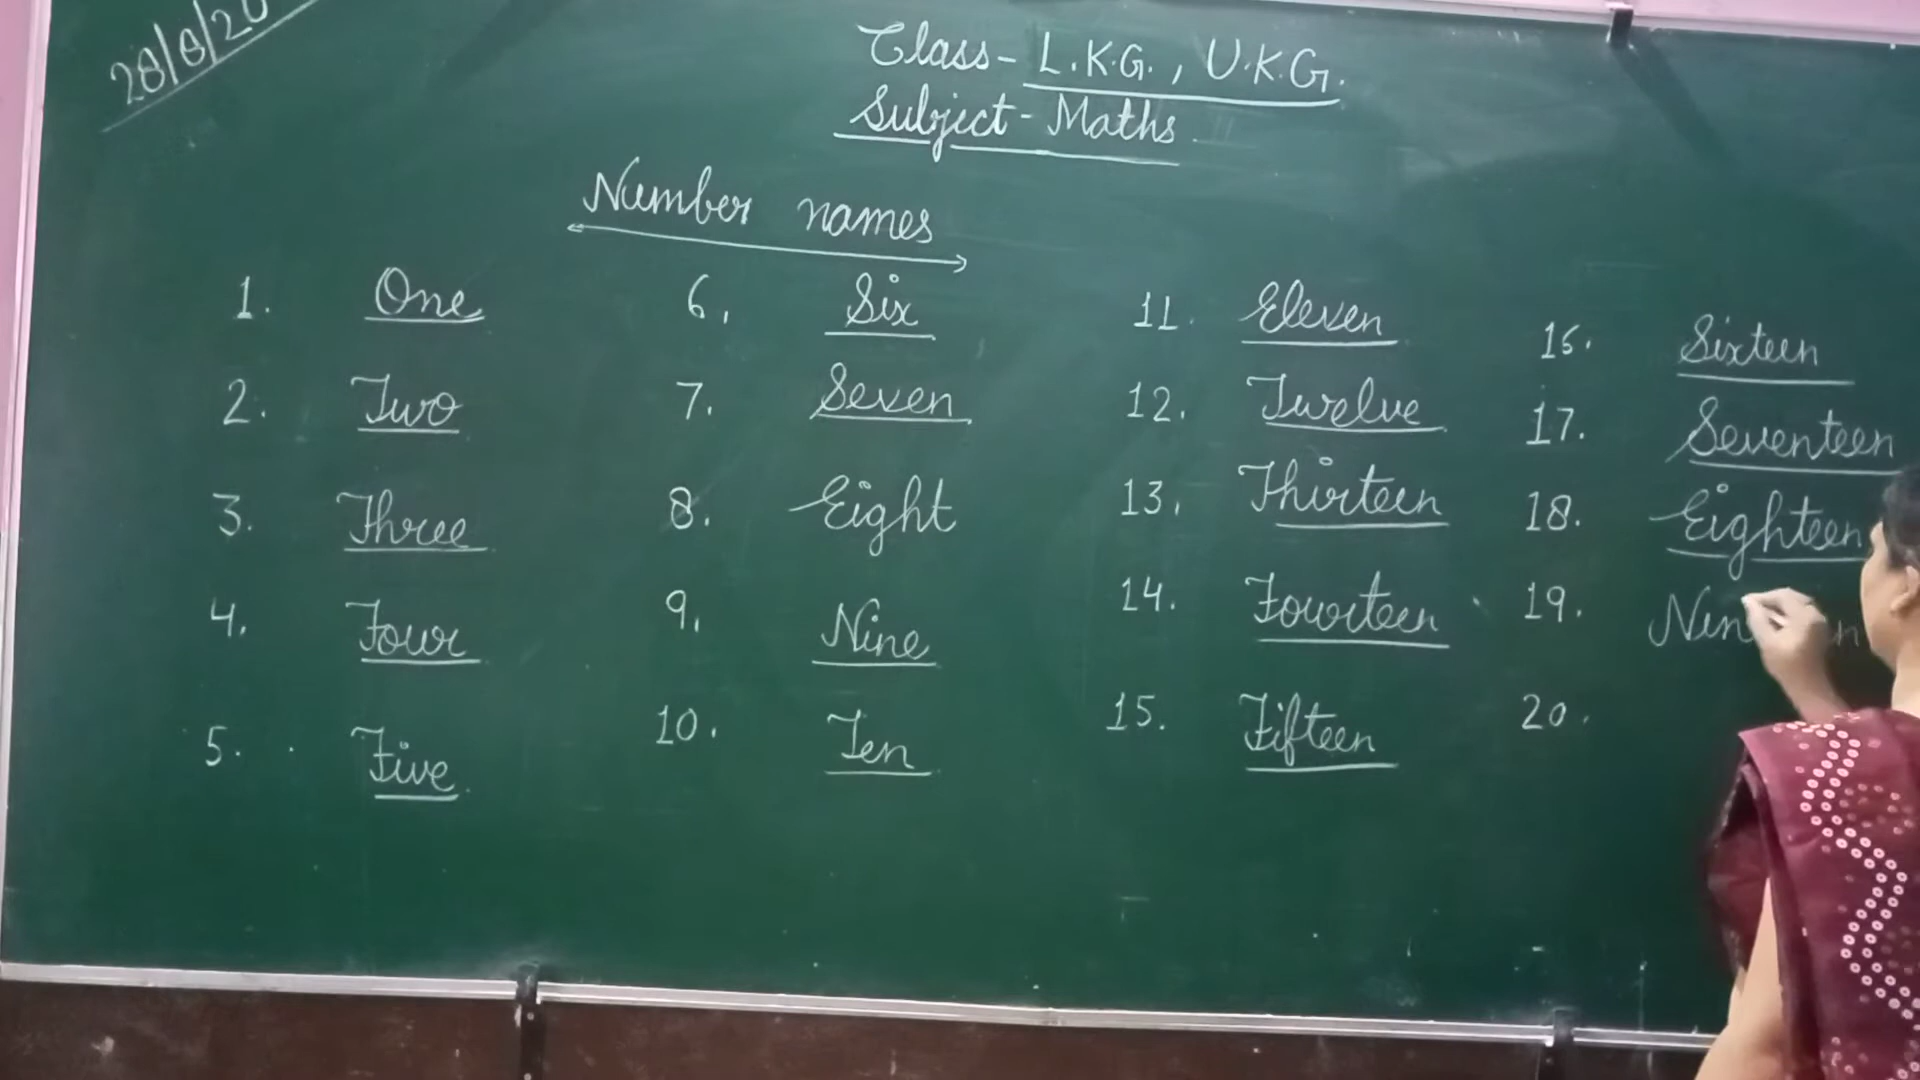 28/8/20
Class - L.K.G., U.K.G.
Subject - Maths
Number names
1. One
2. Two
3. Three
4. Four
5. Five
6. Six
7. Seven
8. Eight
9. Nine
10. Ten
11. Eleven
12. Twelve
13. Thirteen
14. Fourteen
15. Fifteen
16. Sixteen
17. Seventeen
18. Eighteen
19.
20.